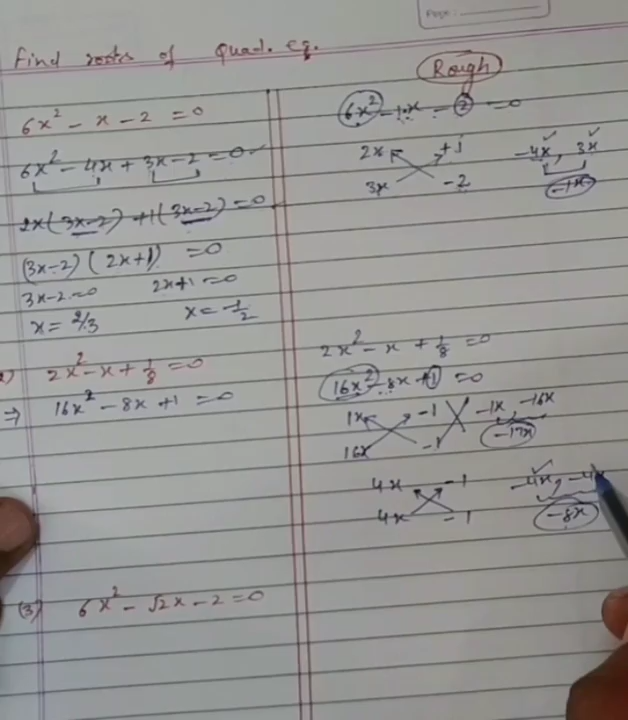 Page:
Find roots of Quad. Eq.
6x² - x - 2 = 0
6x² - 4x + 3x - 2 = 0
2x(3x-2) + 1(3x-2) = 0
(3x-2) (2x+1) = 0
3x-2=0 2x+1=0
x = 2/3 x = -1/2
2) 2x² - x + 1/8 = 0
⇒ 16x² - 8x + 1 = 0
(3) 6x² - √2x - 2 = 0
Rough
6x² - 1·x - 2 = 0
2x +1 -4x, 3x
3x -2 -1x
2x² - x + 1/8 = 0
16x² - 8x + 1 = 0
1x -1 -1x, -16x
16x -1 -17x
4x -1 -4x, -4x
4x -1 -8x